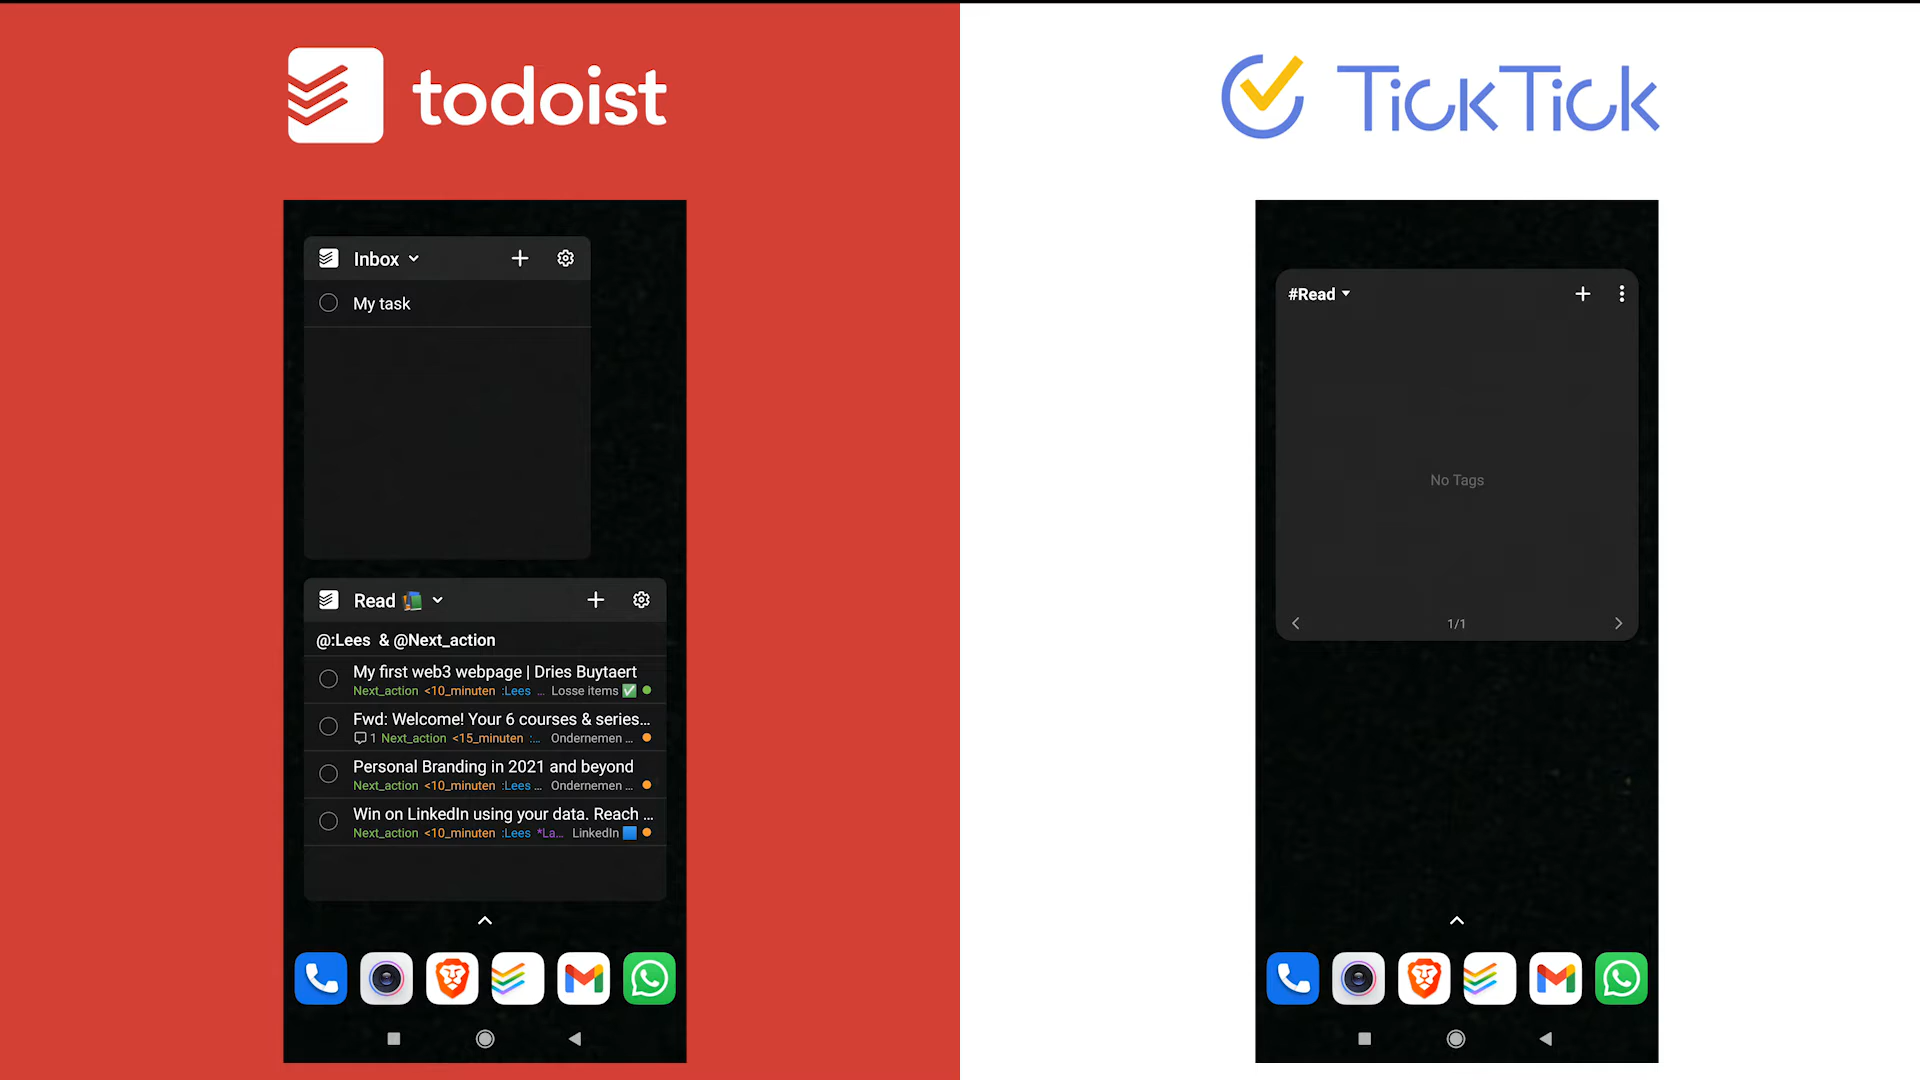 todoist
Inbox
My task
Read
@:Lees & @Next_action
My first web3 webpage | Dries Buytaert
Next_action <10_minuten :Lees ... Losse items
Fwd: Welcome! Your 6 courses & series...
1 Next_action <15_minuten :... Ondernemen ...
Personal Branding in 2021 and beyond
Next_action <10_minuten :Lees ... Ondernemen ...
Win on LinkedIn using your data. Reach ...
Next_action <10_minuten :Lees *La... LinkedIn
TickTick
#Read
No Tags
1/1